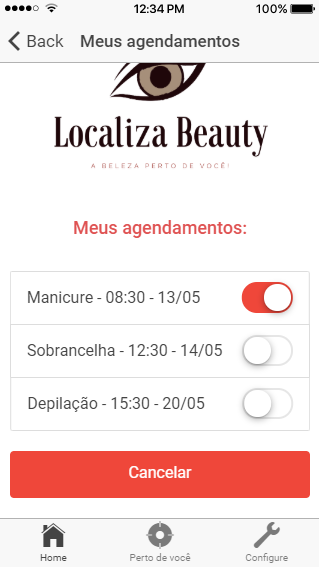 12:34 PM 100%
Back Meus agendamentos
Localiza Beauty
A BELEZA PERTO DE VOCÊ!
Meus agendamentos:
Manicure - 08:30 - 13/05
Sobrancelha - 12:30 - 14/05
Depilação - 15:30 - 20/05
Cancelar
Home Perto de você Configure